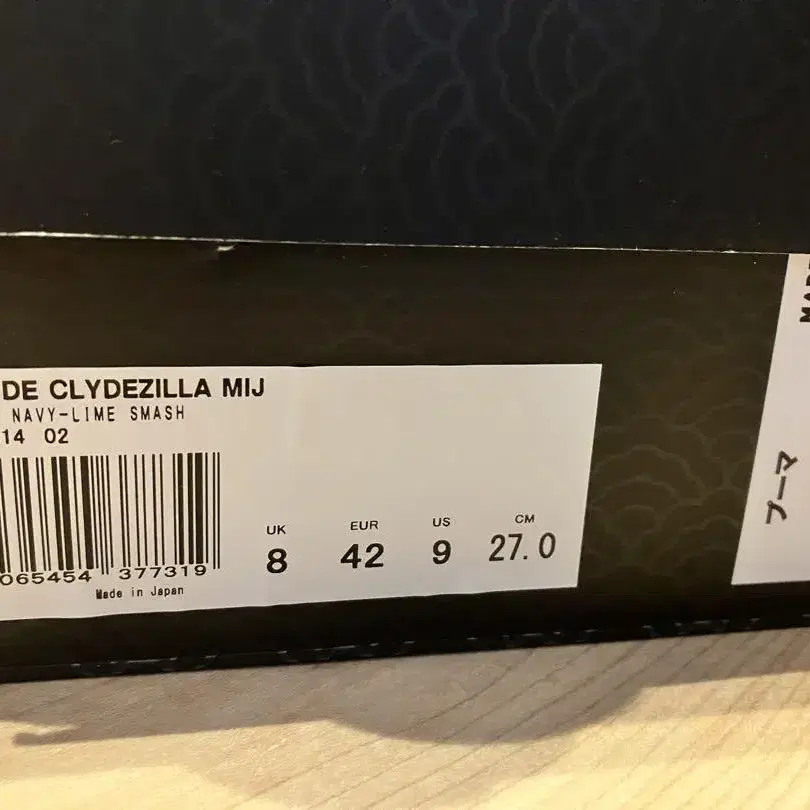 DE CLYDEZILLA MIJ
NAVY-LIME SMASH
14 02
065454 377319
Made in Japan
UK EUR US CM
8 42 9 27.0
プーマ